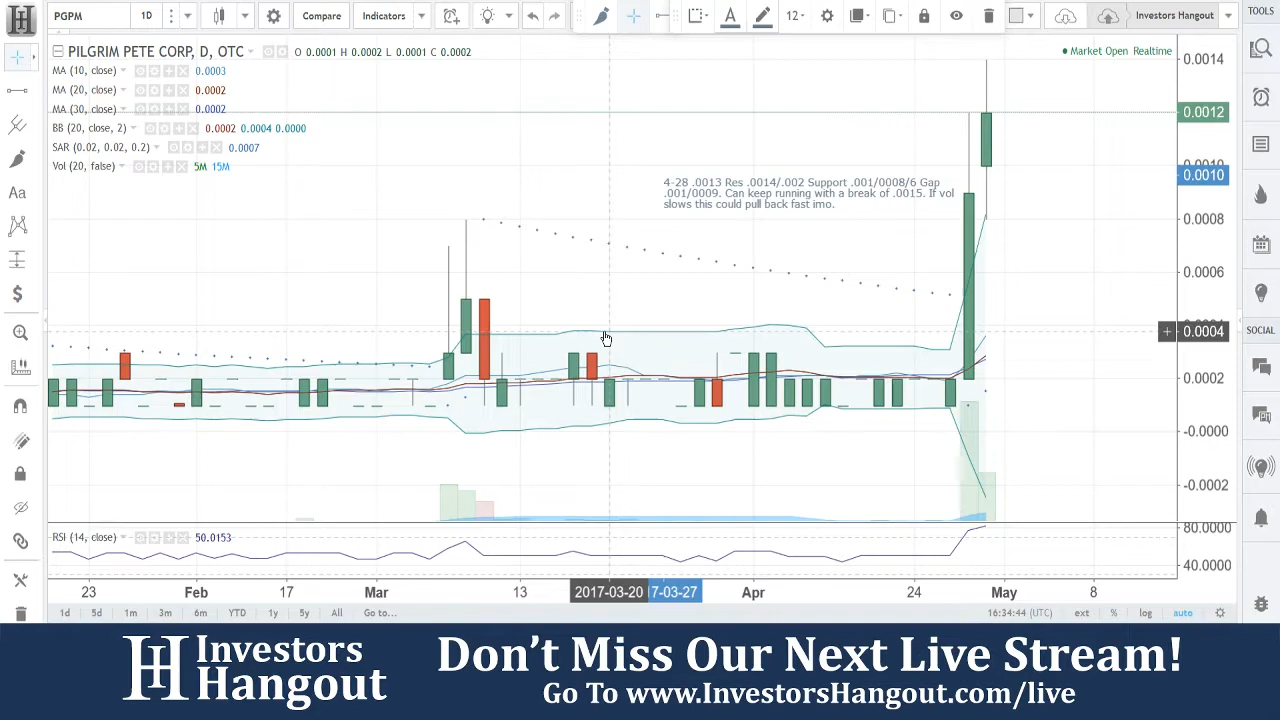 PGPM
1D
Compare
Indicators
12
Investors Hangout
TOOLS
PILGRIM PETE CORP, D, OTC
O 0.0001 H 0.0002 L 0.0001 C 0.0002
Market Open Realtime
MA (10, close) 0.0003
MA (20, close) 0.0002
MA (30, close) 0.0002
BB (20, close, 2) 0.0002 0.0004 0.0000
SAR (0.02, 0.02, 0.2) 0.0007
Vol (20, false) 5M 15M
4-28 .0013 Res .0014/.002 Support .001/0008/6 Gap
.001/0009. Can keep running with a break of .0015. If vol
slows this could pull back fast imo.
0.0014
0.0012
0.0010
0.0010
0.0008
0.0006
0.0004
0.0002
-0.0000
-0.0002
SOCIAL
RSI (14, close) 50.0153
80.0000
40.0000
23
Feb
17
Mar
13
2017-03-20
7-03-27
Apr
24
May
8
1d 5d 1m 3m 6m YTD 1y 5y All Go to...
16:34:44 (UTC) ext % log auto
IH Investors Hangout
Don't Miss Our Next Live Stream!
Go To www.InvestorsHangout.com/live